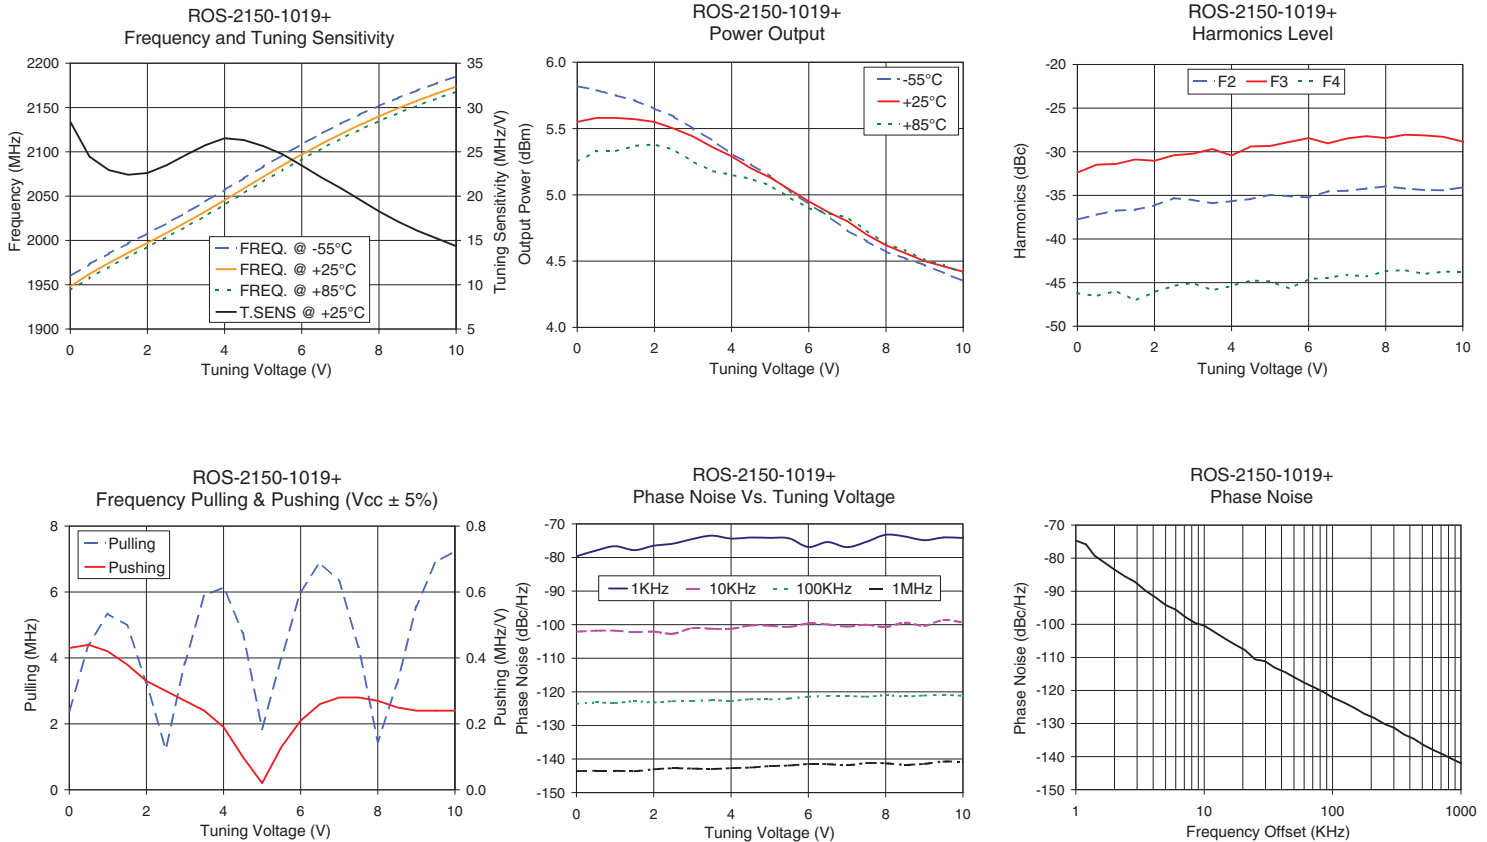 ROS-2150-1019+
Frequency and Tuning Sensitivity
2200
2150
2100
2050
2000
1950
1900
35
30
25
20
15
10
5
0 2 4 6 8 10
Frequency (MHz)
Tuning Sensitivity (MHz/V)
Tuning Voltage (V)
FREQ. @ -55°C
FREQ. @ +25°C
FREQ. @ +85°C
T.SENS @ +25°C
ROS-2150-1019+
Power Output
6.0
5.5
5.0
4.5
4.0
0 2 4 6 8 10
Output Power (dBm)
Tuning Voltage (V)
-55°C
+25°C
+85°C
ROS-2150-1019+
Harmonics Level
-20
-25
-30
-35
-40
-45
-50
0 2 4 6 8 10
Harmonics (dBc)
Tuning Voltage (V)
F2 F3 F4
ROS-2150-1019+
Frequency Pulling & Pushing (Vcc ± 5%)
8
6
4
2
0
0.8
0.6
0.4
0.2
0.0
0 2 4 6 8 10
Pulling (MHz)
Pushing (MHz/V)
Tuning Voltage (V)
Pulling
Pushing
ROS-2150-1019+
Phase Noise Vs. Tuning Voltage
-70
-80
-90
-100
-110
-120
-130
-140
-150
0 2 4 6 8 10
Phase Noise (dBc/Hz)
Tuning Voltage (V)
1KHz 10KHz 100KHz 1MHz
ROS-2150-1019+
Phase Noise
-70
-80
-90
-100
-110
-120
-130
-140
-150
1 10 100 1000
Phase Noise (dBc/Hz)
Frequency Offset (KHz)